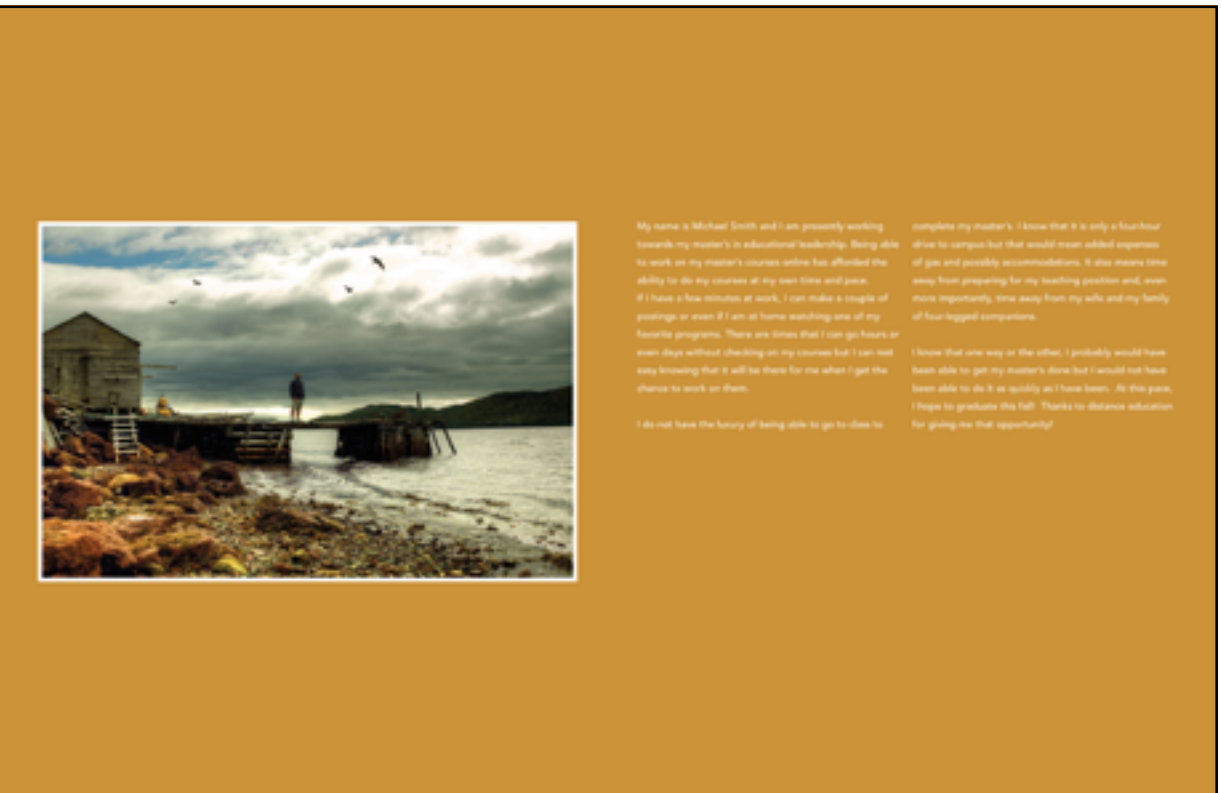 My name is Michael Smith and I am presently working
towards my master's in educational leadership. Being able
to work on my master's courses online has afforded the
ability to do my courses at my own time and pace.
If I have a few minutes at work, I can make a couple of
postings or even if I am at home watching one of my
favorite programs. There are times that I can go hours or
even days without checking on my courses but I can rest
easy knowing that it will be there for me when I get the
chance to work on them.
I do not have the luxury of being able to go to class to
complete my master's. I know that it is only a four-hour
drive to campus but that would mean added expenses
of gas and possibly accommodations. It also means time
away from preparing for my teaching position and, even
more importantly, time away from my wife and my family
of four-legged companions.
I know that one way or the other, I probably would have
been able to get my master's done but I would not have
been able to do it as quickly as I have been. At this pace,
I hope to graduate this fall! Thanks to distance education
for giving me that opportunity!